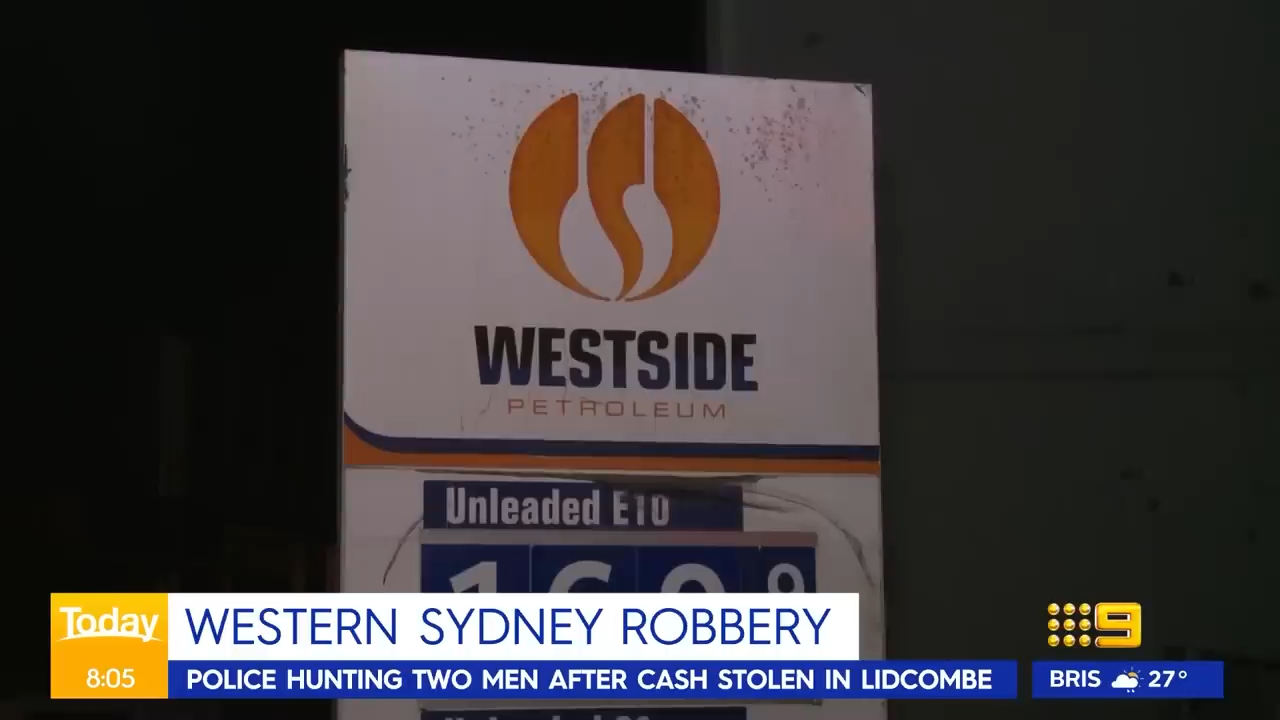 WESTSIDE
PETROLEUM
Unleaded E10
Today
8:05
WESTERN SYDNEY ROBBERY
POLICE HUNTING TWO MEN AFTER CASH STOLEN IN LIDCOMBE
9
BRIS 27°